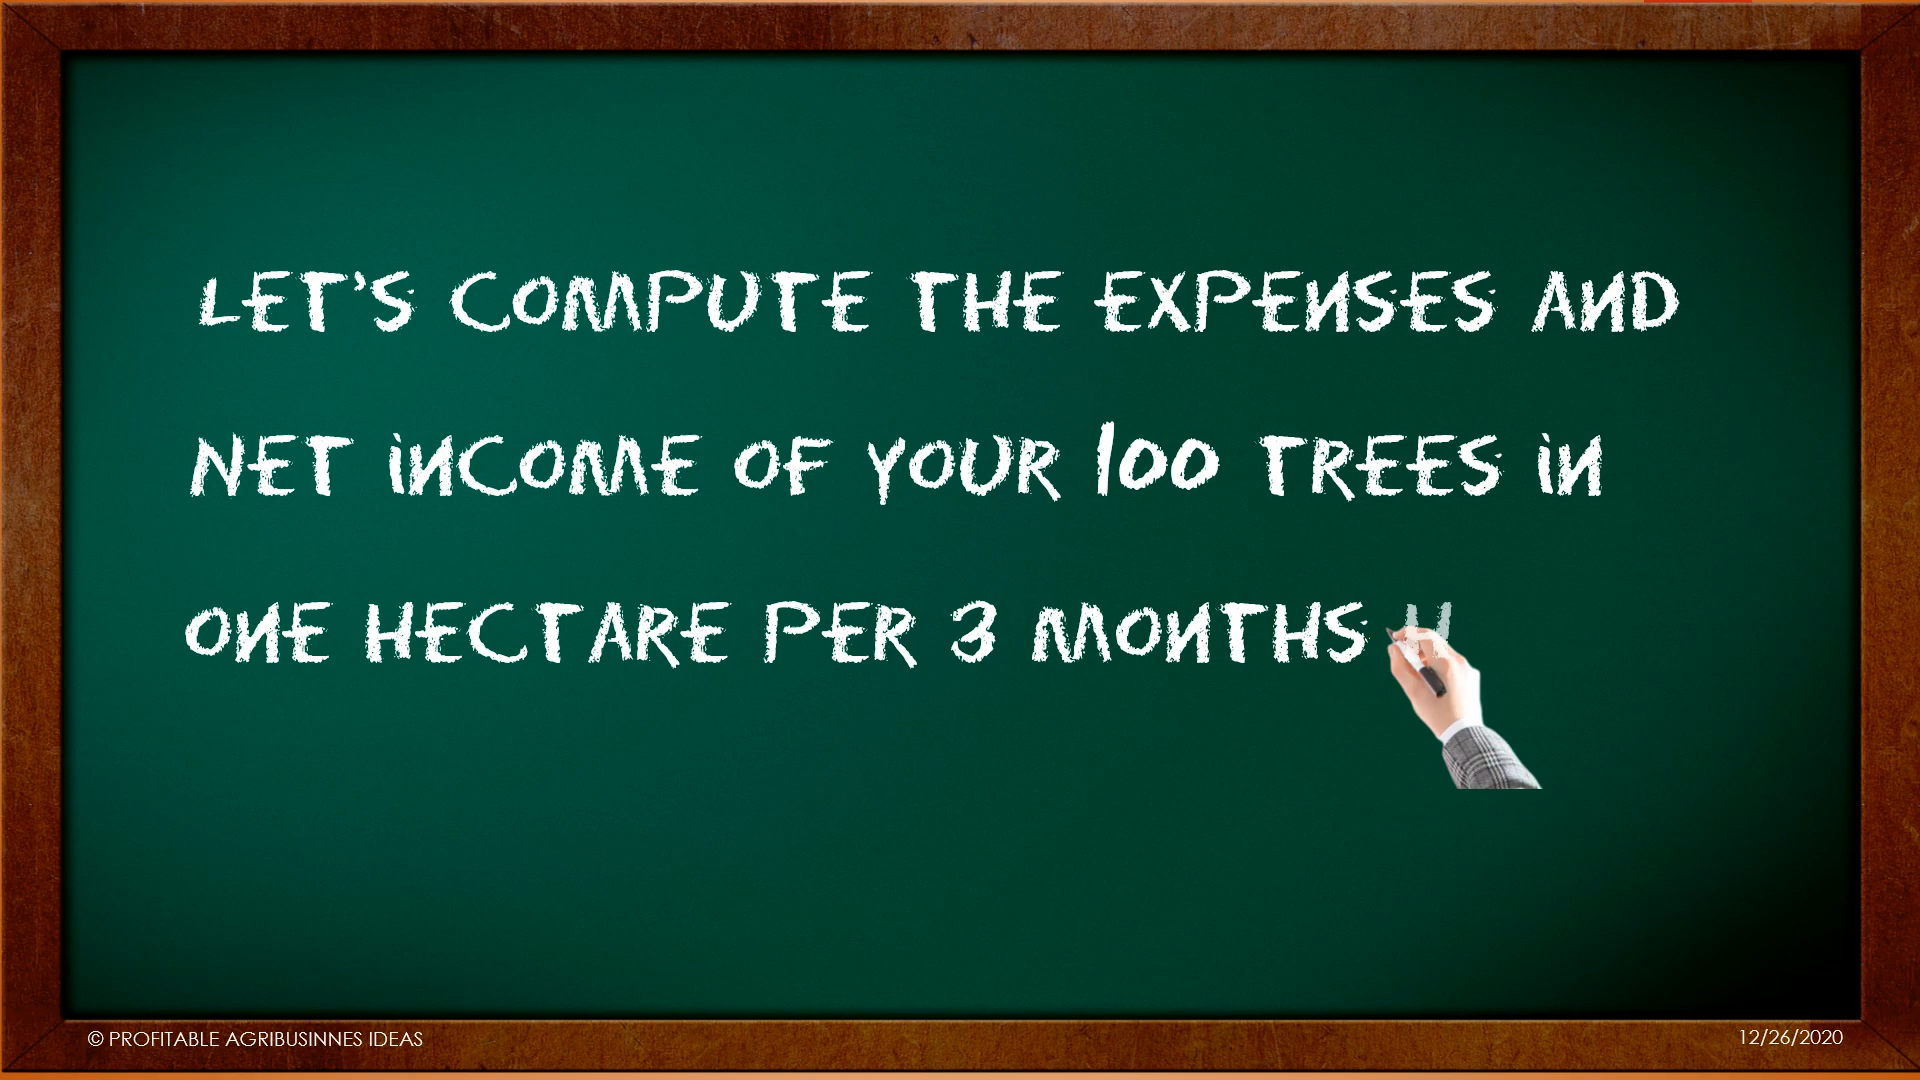 LET'S COMPUTE THE EXPENSES AND
NET INCOME OF YOUR 100 TREES IN
ONE HECTARE PER 3 MONTHS
© PROFITABLE AGRIBUSINNES IDEAS
12/26/2020